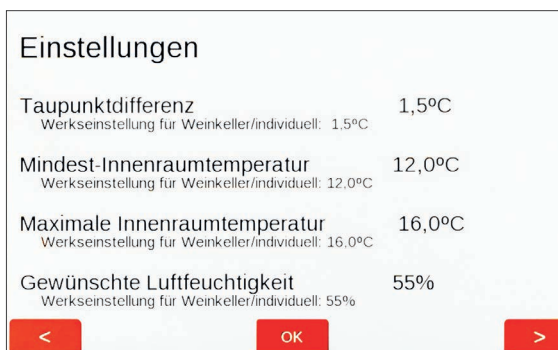 Einstellungen
Taupunktdifferenz 1,5ºC
Werkseinstellung für Weinkeller/individuell: 1,5ºC
Mindest-Innenraumtemperatur 12,0ºC
Werkseinstellung für Weinkeller/individuell: 12,0ºC
Maximale Innenraumtemperatur 16,0ºC
Werkseinstellung für Weinkeller/individuell: 16,0ºC
Gewünschte Luftfeuchtigkeit 55%
Werkseinstellung für Weinkeller/individuell: 55%
< OK >